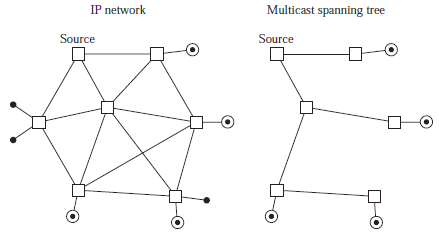 IP network
Multicast spanning tree
Source
Source